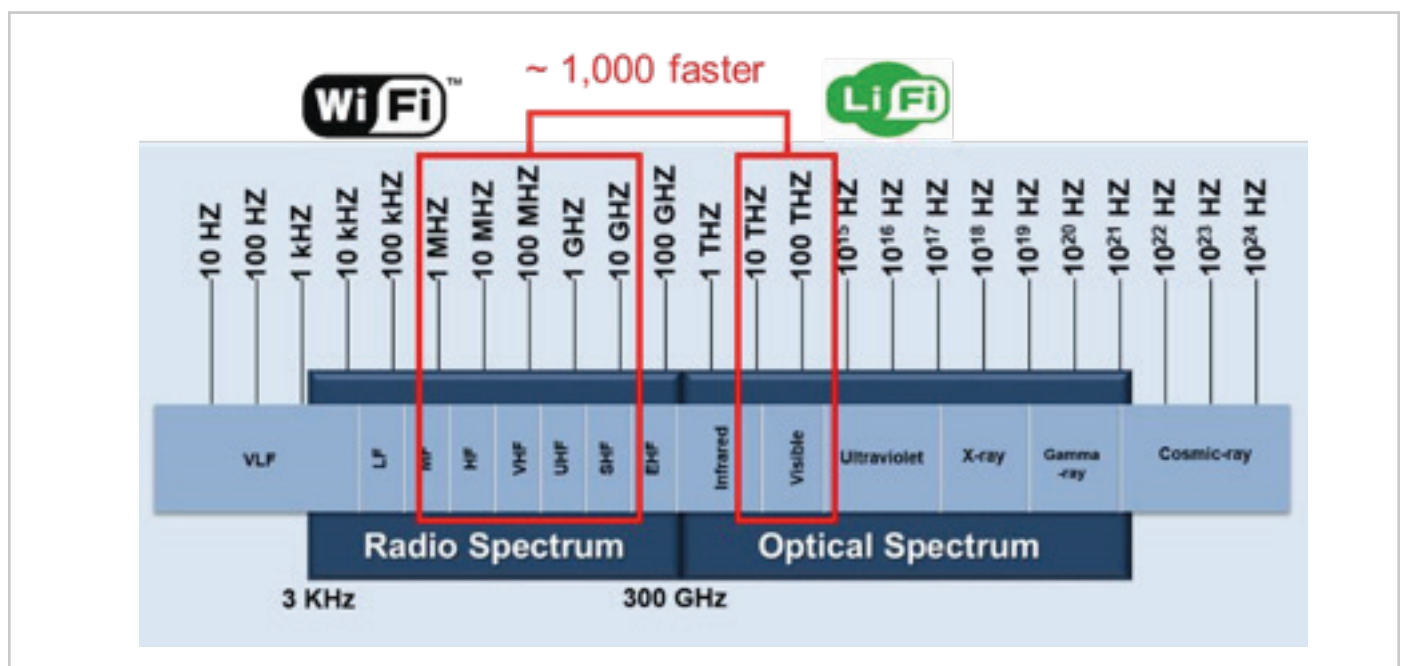 ~ 1,000 faster
WiFi™
LiFi
10 HZ
100 HZ
1 kHZ
10 kHZ
100 kHZ
1 MHZ
10 MHZ
100 MHZ
1 GHZ
10 GHZ
100 GHZ
1 THZ
10 THZ
100 THZ
10¹⁵ HZ
10¹⁶ HZ
10¹⁷ HZ
10¹⁸ HZ
10¹⁹ HZ
10²⁰ HZ
10²¹ HZ
10²² HZ
10²³ HZ
10²⁴ HZ
VLF
LF
MF
HF
VHF
UHF
SHF
EHF
Infrared
Visible
Ultraviolet
X-ray
Gamma
-ray
Cosmic-ray
Radio Spectrum
Optical Spectrum
3 KHz
300 GHz